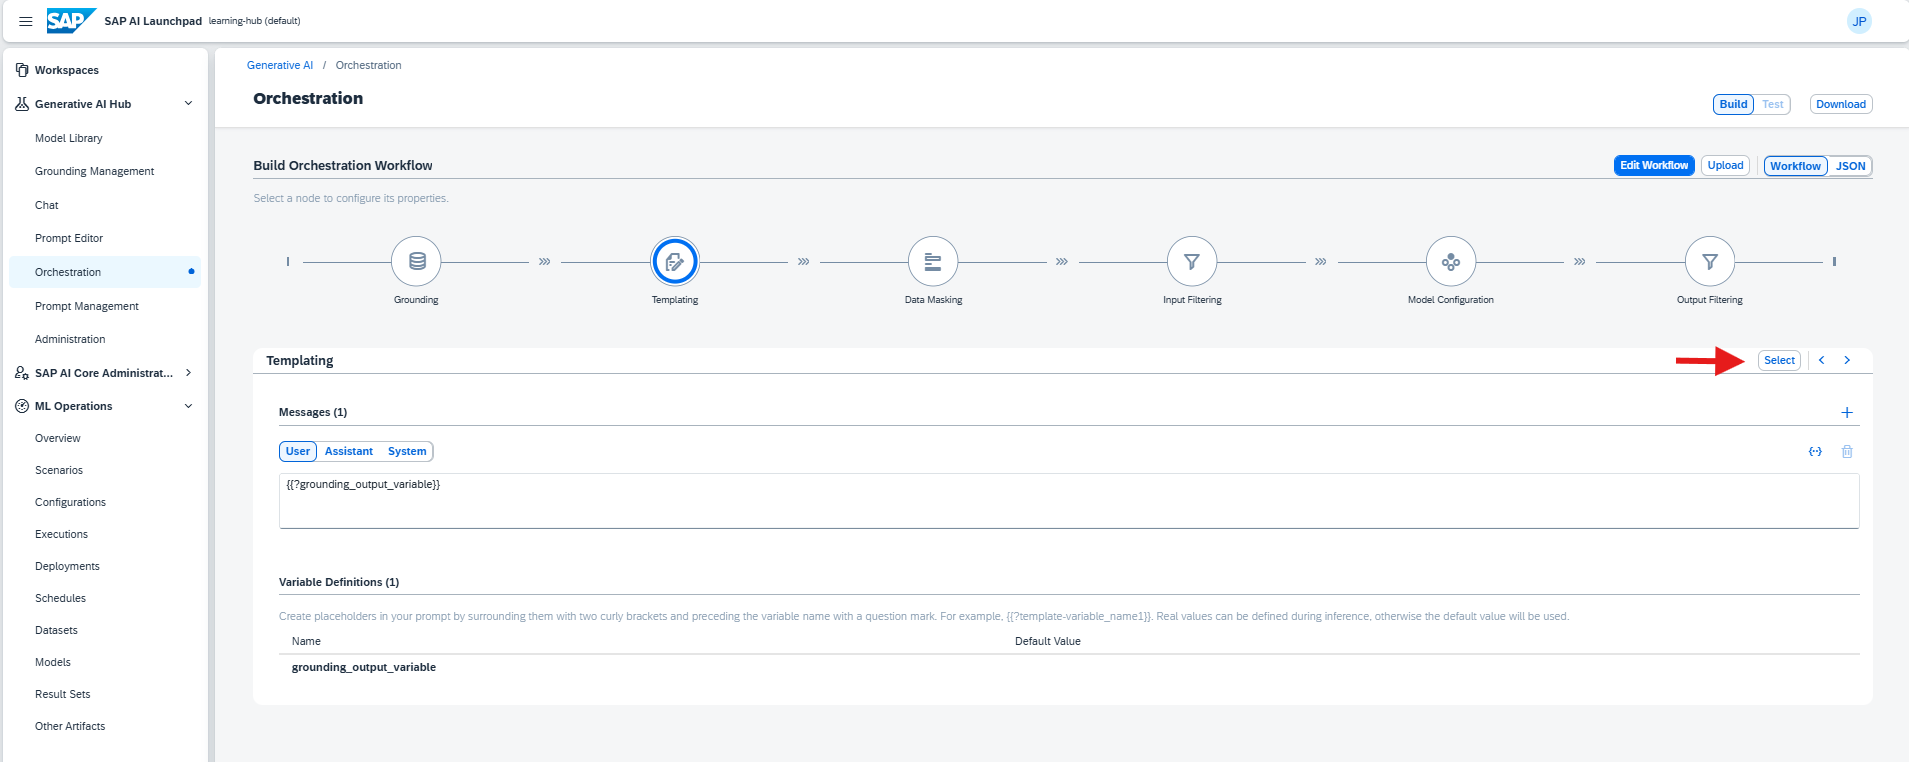 SAP SAP AI Launchpad learning-hub (default) JP
Workspaces
Generative AI Hub
Model Library
Grounding Management
Chat
Prompt Editor
Orchestration
Prompt Management
Administration
SAP AI Core Administrat...
ML Operations
Overview
Scenarios
Configurations
Executions
Deployments
Schedules
Datasets
Models
Result Sets
Other Artifacts
Generative AI / Orchestration
Orchestration
Build Test Download
Build Orchestration Workflow
Edit Workflow Upload Workflow JSON
Select a node to configure its properties.
Grounding Templating Data Masking Input Filtering Model Configuration Output Filtering
Templating Select
Messages (1)
User Assistant System
{{?grounding_output_variable}}
Variable Definitions (1)
Create placeholders in your prompt by surrounding them with two curly brackets and preceding the variable name with a question mark. For example, {{?template-variable_name1}}. Real values can be defined during inference, otherwise the default value will be used.
Name Default Value
grounding_output_variable